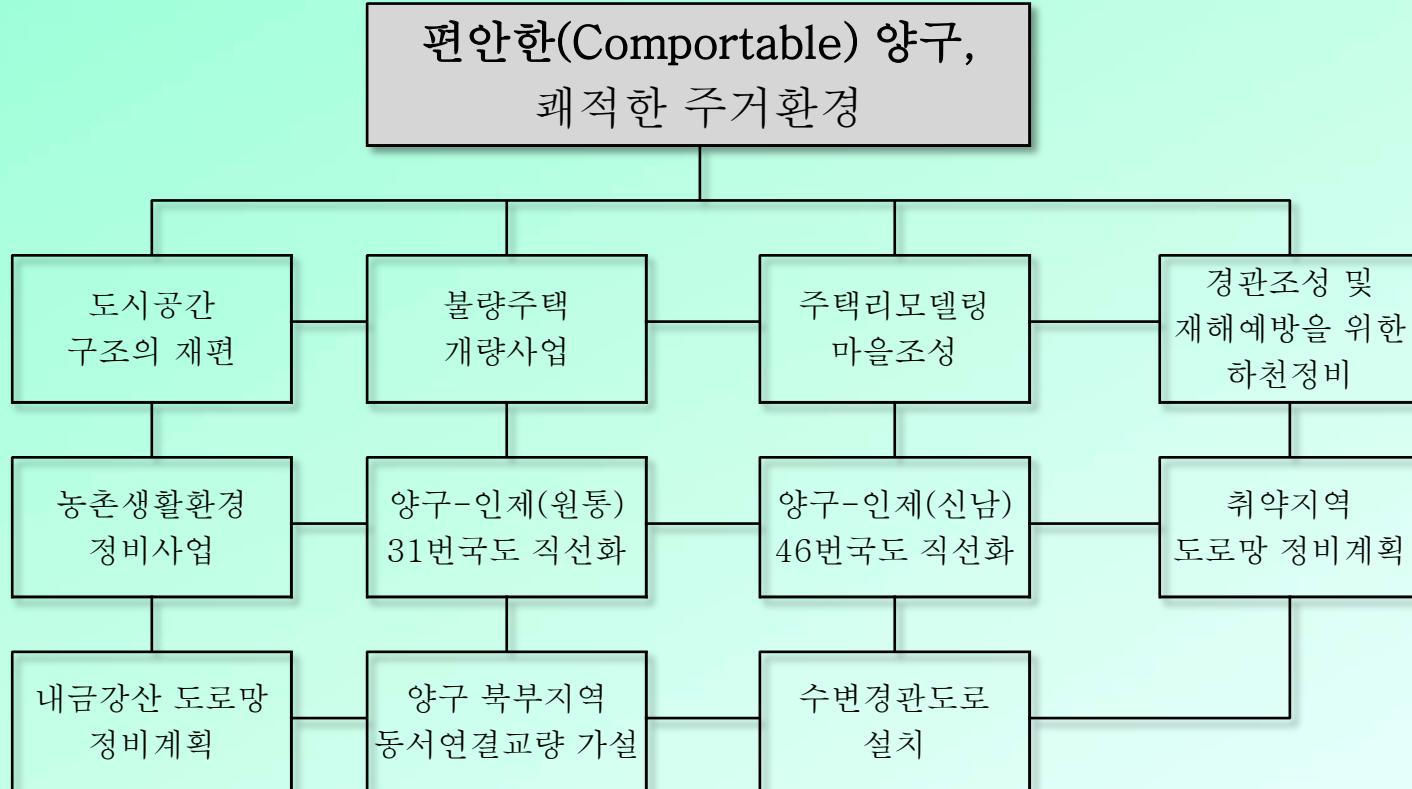 편안한(Comportable) 양구,
쾌적한 주거환경
도시공간
구조의 재편
불량주택
개량사업
주택리모델링
마을조성
경관조성 및
재해예방을 위한
하천정비
농촌생활환경
정비사업
양구-인제(원통)
31번국도 직선화
양구-인제(신남)
46번국도 직선화
취약지역
도로망 정비계획
내금강산 도로망
정비계획
양구 북부지역
동서연결교량 가설
수변경관도로
설치